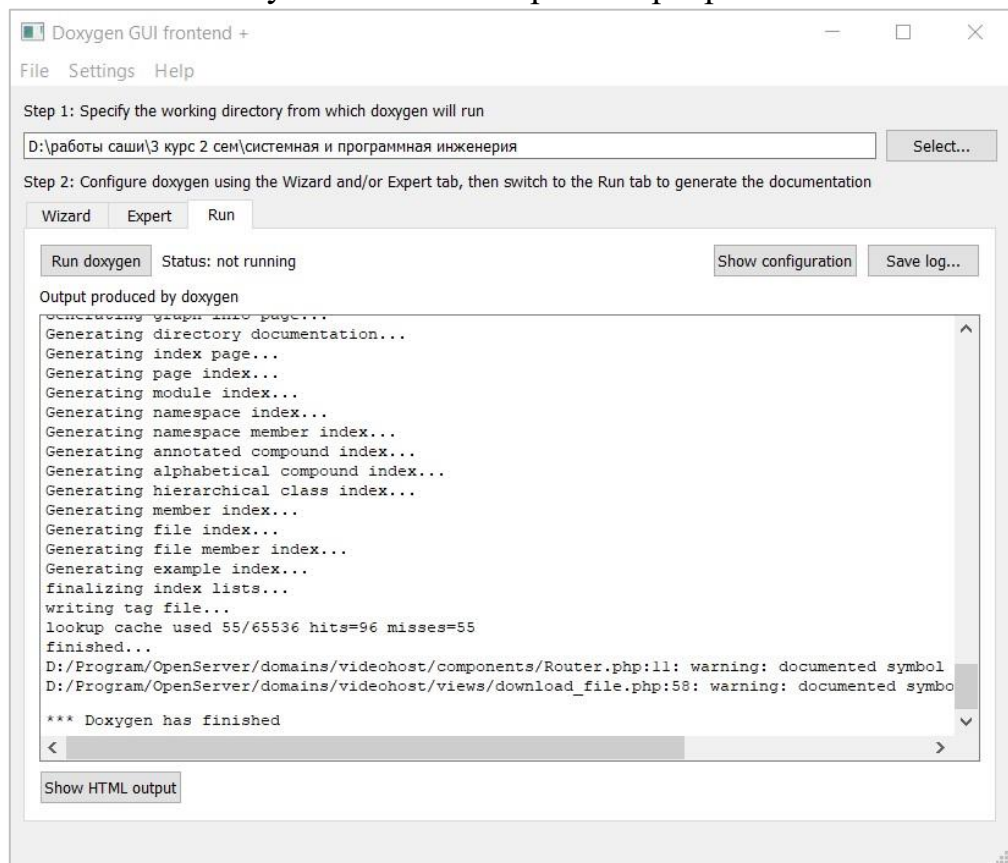 Doxygen GUI frontend +
File Settings Help
Step 1: Specify the working directory from which doxygen will run
D:\работы саши\3 курс 2 сем\системная и программная инженерия
Select...
Step 2: Configure doxygen using the Wizard and/or Expert tab, then switch to the Run tab to generate the documentation
Wizard Expert Run
Run doxygen Status: not running Show configuration Save log...
Output produced by doxygen
Generating graph info page...
Generating directory documentation...
Generating index page...
Generating page index...
Generating module index...
Generating namespace index...
Generating namespace member index...
Generating annotated compound index...
Generating alphabetical compound index...
Generating hierarchical class index...
Generating member index...
Generating file index...
Generating file member index...
Generating example index...
finalizing index lists...
writing tag file...
lookup cache used 55/65536 hits=96 misses=55
finished...
D:/Program/OpenServer/domains/videohost/components/Router.php:11: warning: documented symbol
D:/Program/OpenServer/domains/videohost/views/download_file.php:58: warning: documented symbo
*** Doxygen has finished
Show HTML output